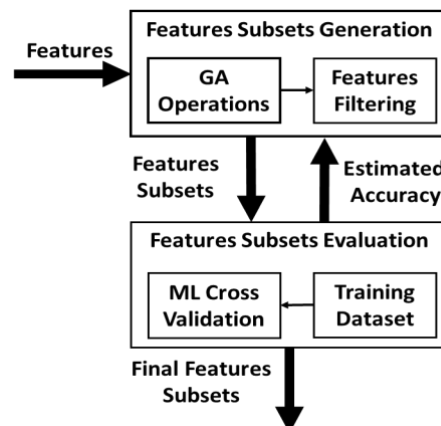 Features
Features Subsets Generation
GA
Operations
Features
Filtering
Features
Subsets
Estimated
Accuracy
Features Subsets Evaluation
ML Cross
Validation
Training
Dataset
Final Features
Subsets